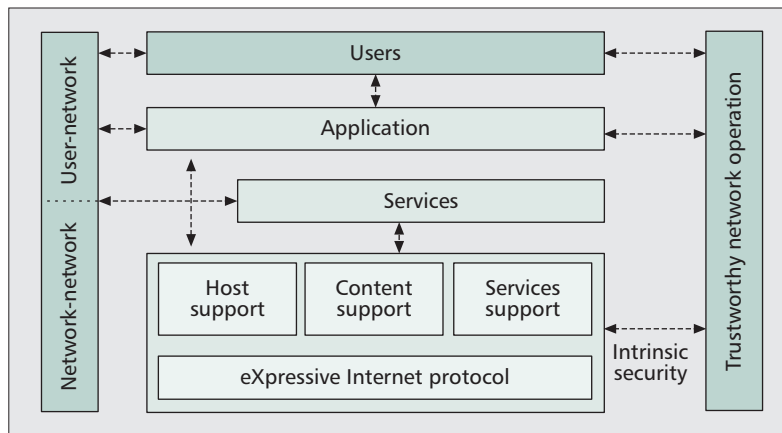 User-network
Network-network
Users
Application
Services
Host
support
Content
support
Services
support
eXpressive Internet protocol
Intrinsic
security
Trustworthy network operation